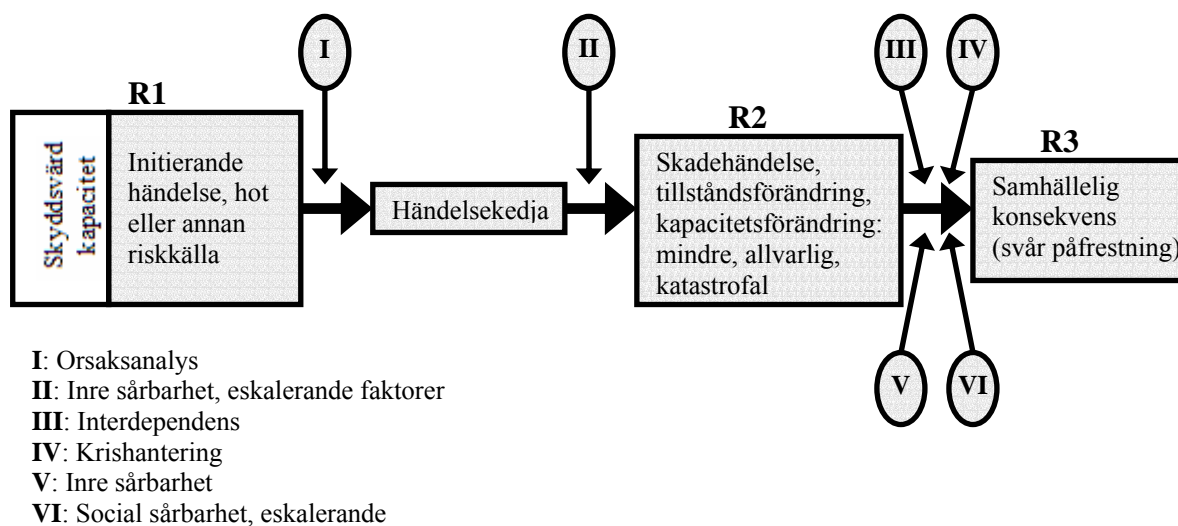 I
II
III
IV
R1
R2
R3
Skyddsvärd
kapacitet
Initierande
händelse, hot
eller annan
riskkälla
Händelsekedja
Skadehändelse,
tillståndsförändring,
kapacitetsförändring:
mindre, allvarlig,
katastrofal
Samhällelig
konsekvens
(svår påfrestning)
V
VI
I: Orsaksanalys
II: Inre sårbarhet, eskalerande faktorer
III: Interdependens
IV: Krishantering
V: Inre sårbarhet
VI: Social sårbarhet, eskalerande